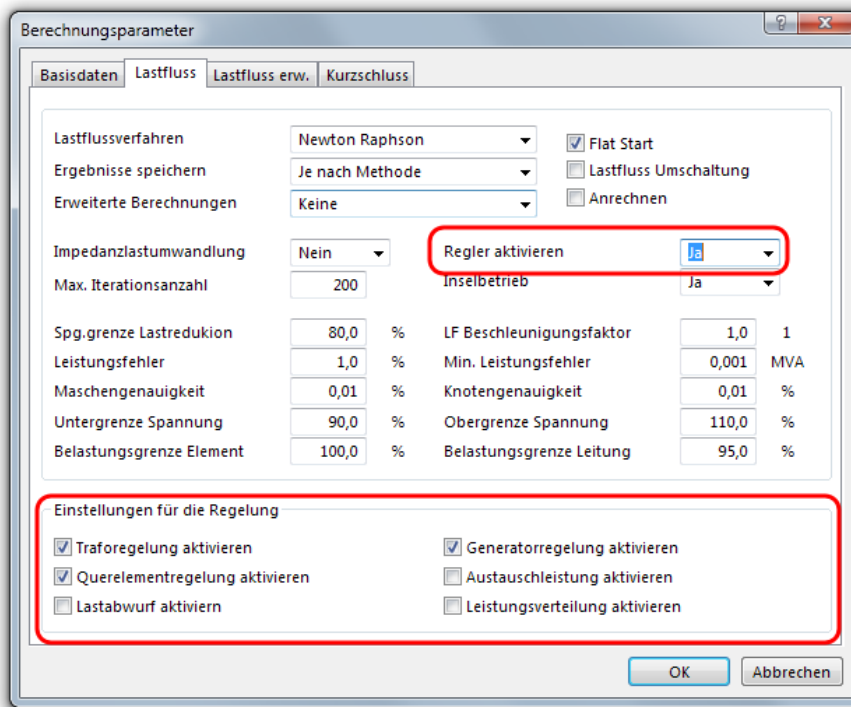 Berechnungsparameter
Basisdaten Lastfluss Lastfluss erw. Kurzschluss
Lastflussverfahren Newton Raphson Flat Start
Ergebnisse speichern Je nach Methode Lastfluss Umschaltung
Erweiterte Berechnungen Keine Anrechnen
Impedanzlastumwandlung Nein Regler aktivieren Ja
Max. Iterationsanzahl 200 Inselbetrieb Ja
Spg.grenze Lastredukion 80,0 % LF Beschleunigungsfaktor 1,0 1
Leistungsfehler 1,0 % Min. Leistungsfehler 0,001 MVA
Maschengenauigkeit 0,01 % Knotengenauigkeit 0,01 %
Untergrenze Spannung 90,0 % Obergrenze Spannung 110,0 %
Belastungsgrenze Element 100,0 % Belastungsgrenze Leitung 95,0 %
Einstellungen für die Regelung
Traforegelung aktivieren Generatorregelung aktivieren
Querelementregelung aktivieren Austauschleistung aktivieren
Lastabwurf aktiviern Leistungsverteilung aktivieren
OK Abbrechen